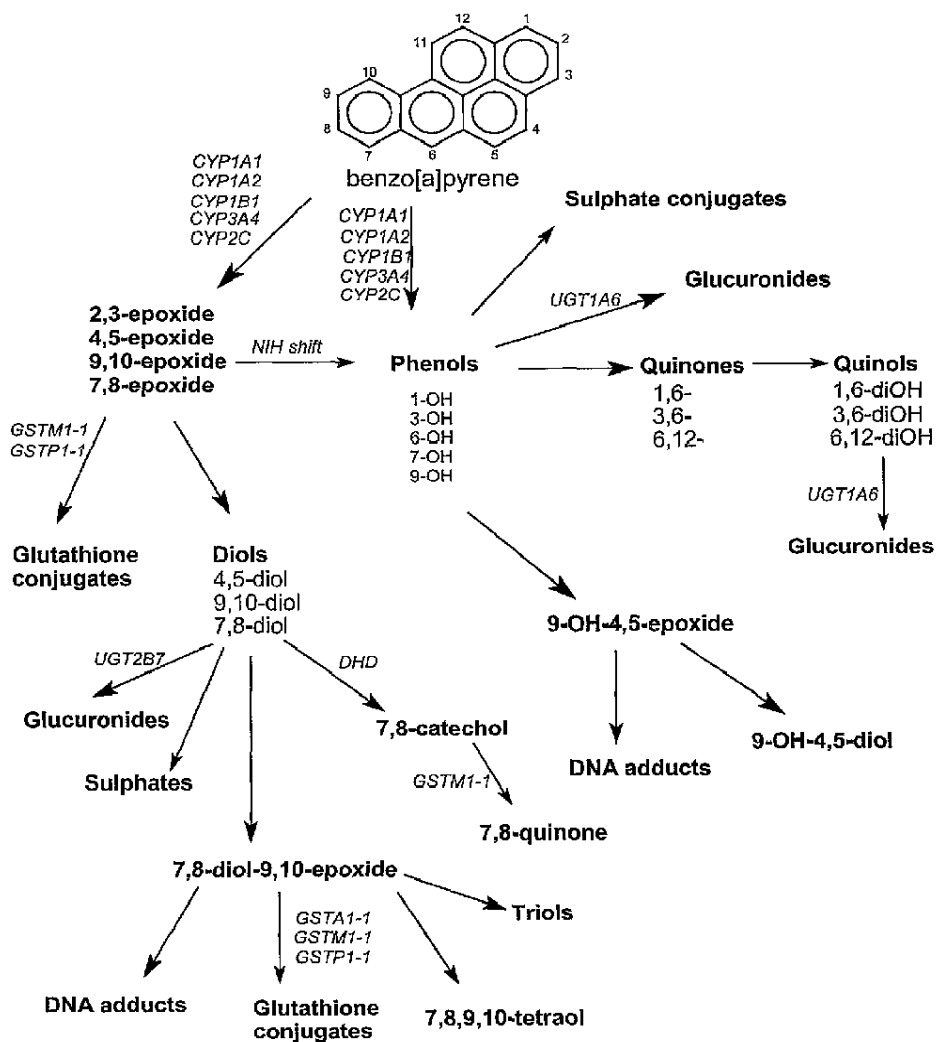 12
1
11
2
10
3
9
8
4
7
6
5
benzo[a]pyrene
CYP1A1
CYP1A2
CYP1B1
CYP3A4
CYP2C
CYP1A1
CYP1A2
CYP1B1
CYP3A4
CYP2C
Sulphate conjugates
UGT1A6
Glucuronides
2,3-epoxide
4,5-epoxide
9,10-epoxide
7,8-epoxide
NIH shift
Phenols
1-OH
3-OH
6-OH
7-OH
9-OH
Quinones
1,6-
3,6-
6,12-
Quinols
1,6-diOH
3,6-diOH
6,12-diOH
UGT1A6
Glucuronides
GSTM1-1
GSTP1-1
Glutathione
conjugates
Diols
4,5-diol
9,10-diol
7,8-diol
9-OH-4,5-epoxide
DNA adducts
9-OH-4,5-diol
UGT2B7
Glucuronides
Sulphates
DHD
7,8-catechol
GSTM1-1
7,8-quinone
7,8-diol-9,10-epoxide
Triols
GSTA1-1
GSTM1-1
GSTP1-1
DNA adducts
Glutathione
conjugates
7,8,9,10-tetraol